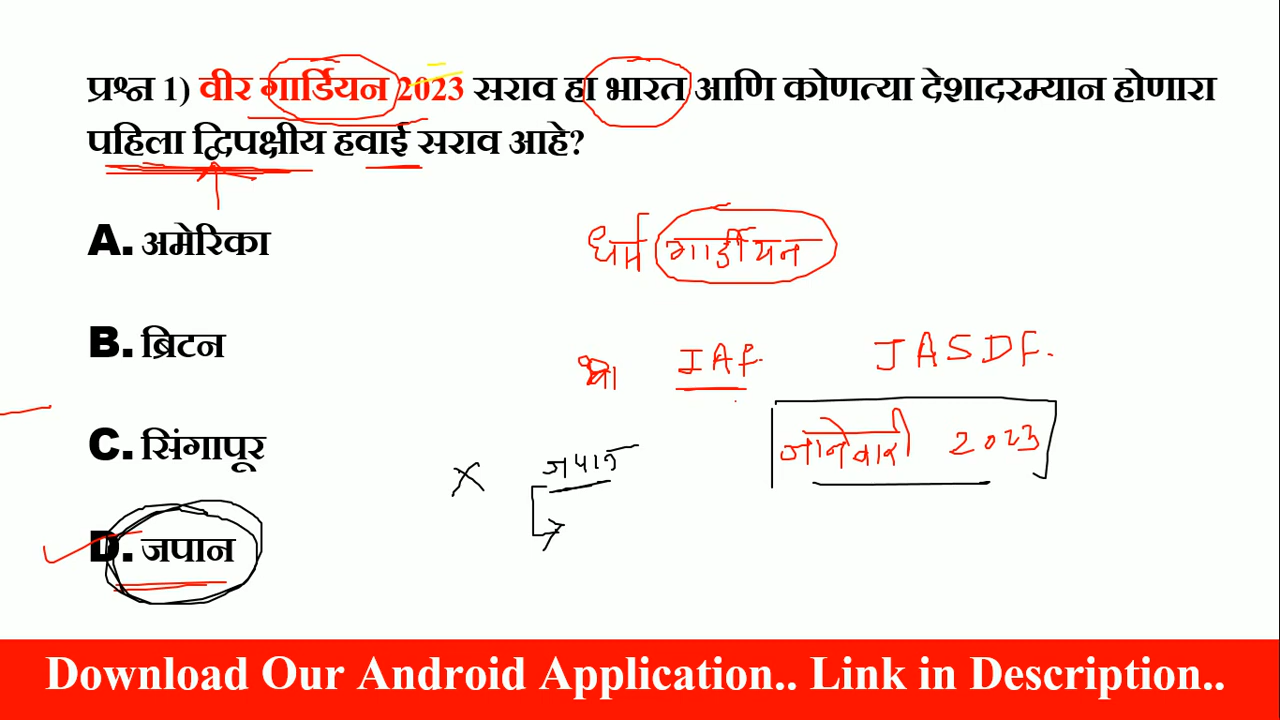 प्रश्न 1) वीर गार्डियन 2023 सराव हा भारत आणि कोणत्या देशादरम्यान होणारा
पहिला द्विपक्षीय हवाई सराव आहे?
A. अमेरिका
धर्म गार्डीयन
B. ब्रिटन
IAF JASDF.
जानेवारी 2023
C. सिंगापूर
जपान
D. जपान
Download Our Android Application.. Link in Description..